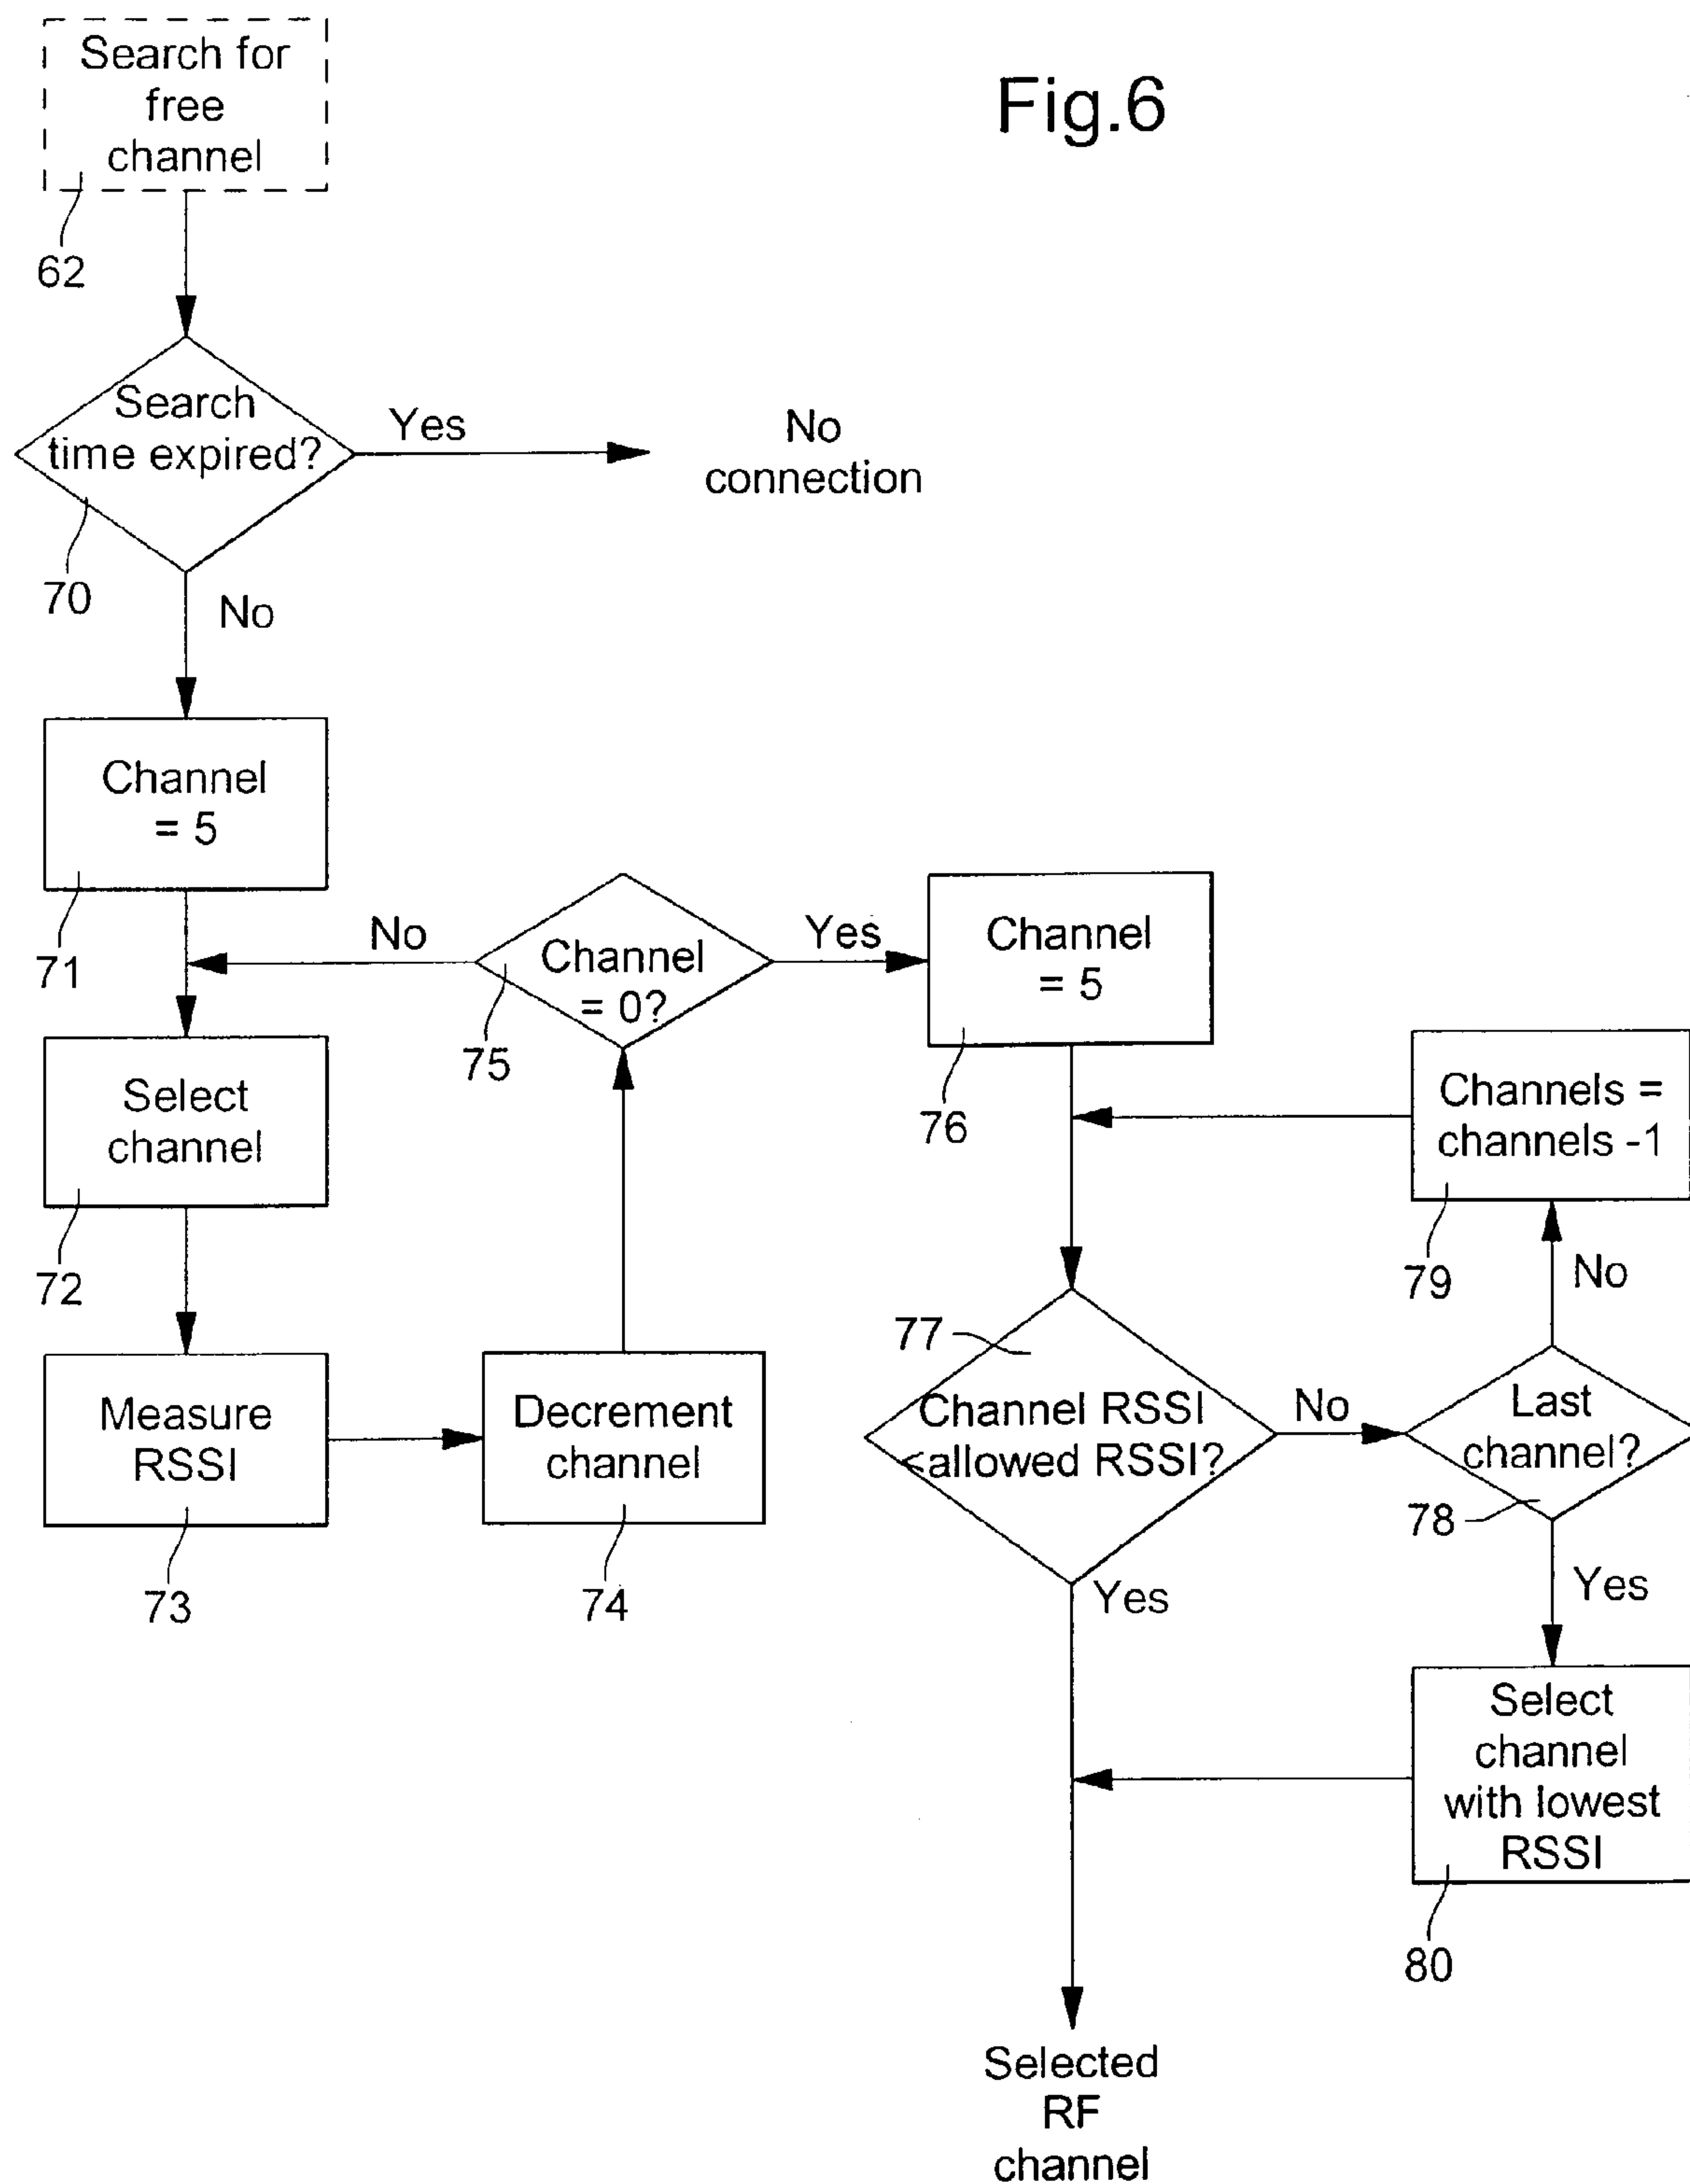 Fig.6
Search for
free
channel
62
Search
time expired?
70
Yes
No
connection
No
Channel
= 5
71
Select
channel
72
Measure
RSSI
73
Decrement
channel
74
Channel
= 0?
75
No
Yes
Channel
= 5
76
Channels =
channels -1
79
No
77
Channel RSSI
<allowed RSSI?
No
Last
channel?
78
Yes
Yes
Select
channel
with lowest
RSSI
80
Selected
RF
channel